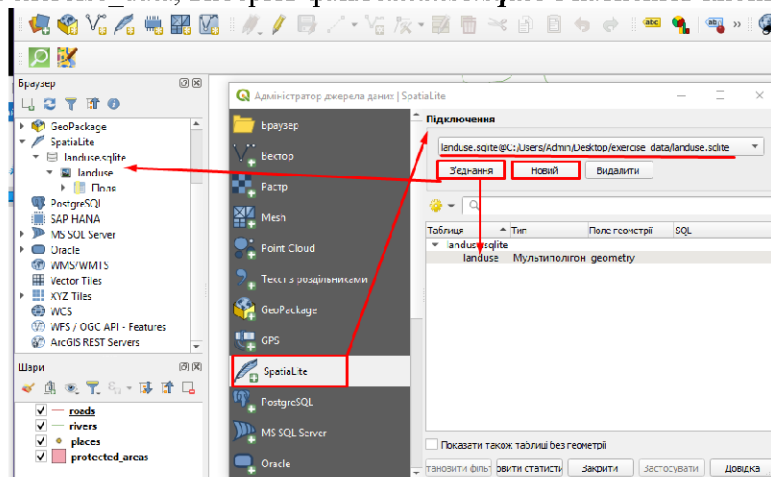 Браузер
GeoPackage
SpatiaLite
landuse.sqlite
landuse
Поля
PostgreSQL
SAP HANA
MS SQL Server
Oracle
WMS/WMTS
Vector Tiles
XYZ Tiles
WCS
WFS / OGC API - Features
ArcGIS REST Servers
Шари
roads
rivers
places
protected_areas
Адміністратор джерела даних | SpatiaLite
Браузер
Вектор
Растр
Mesh
Point Cloud
Текст з роздільниками
GeoPackage
GPS
SpatiaLite
PostgreSQL
MS SQL Server
Oracle
Підключення
landuse.sqlite@C:/Users/Admin/Desktop/exercise_data/landuse.sqlite
З'єднання Новий Видалити
Таблиця Тип Поле геометрії SQL
landuse.sqlite
landuse Мультиполігон geometry
Показати також таблиці без геометрії
тановити фільт овити статисти Закрити Застосувати Довідка